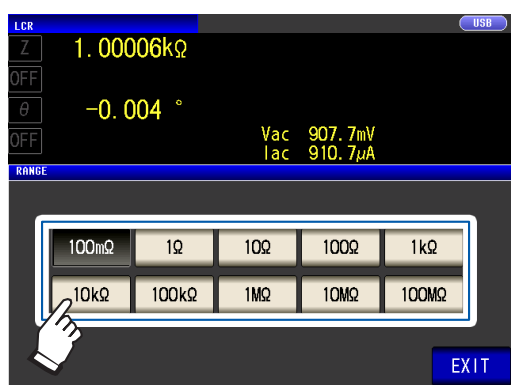 LCR USB
Z 1.00006kΩ
OFF
θ -0.004 °
OFF Vac 907.7mV
Iac 910.7μA
RANGE
100mΩ 1Ω 10Ω 100Ω 1kΩ
10kΩ 100kΩ 1MΩ 10MΩ 100MΩ
EXIT